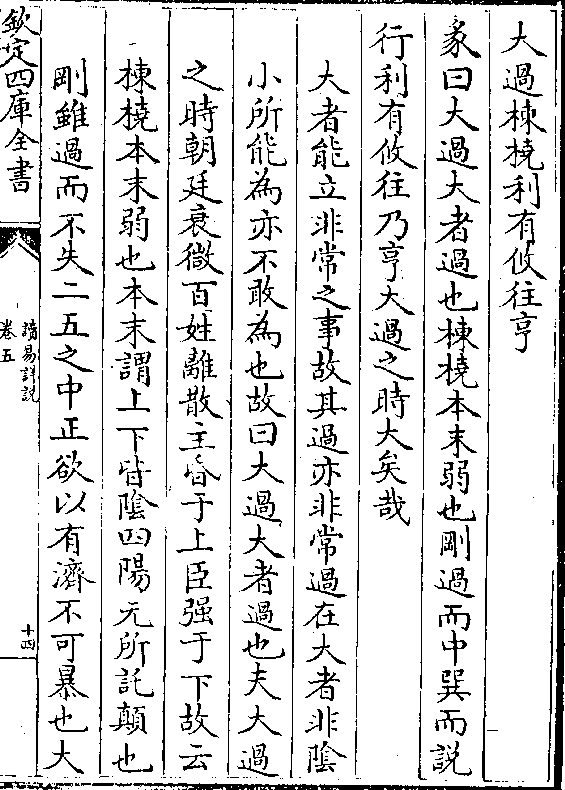 大過棟橈利有攸往亨
彖曰大過大者過也棟橈本末弱也剛過而中巽而説
行利有攸往乃亨大過之時大矣哉
大者能立非常之事故其過亦非常過在大者非陰
小所能為亦不敢為也故曰大過大者過也夫大過
之時朝廷衰微百姓離散主昏于上臣强于下故云
棟橈本末弱也本末謂上下皆陰四陽无所託顛也
剛雖過而不失二五之中正欲以有濟不可暴也大
欽定四庫全書
讀易詳説
卷五
十四